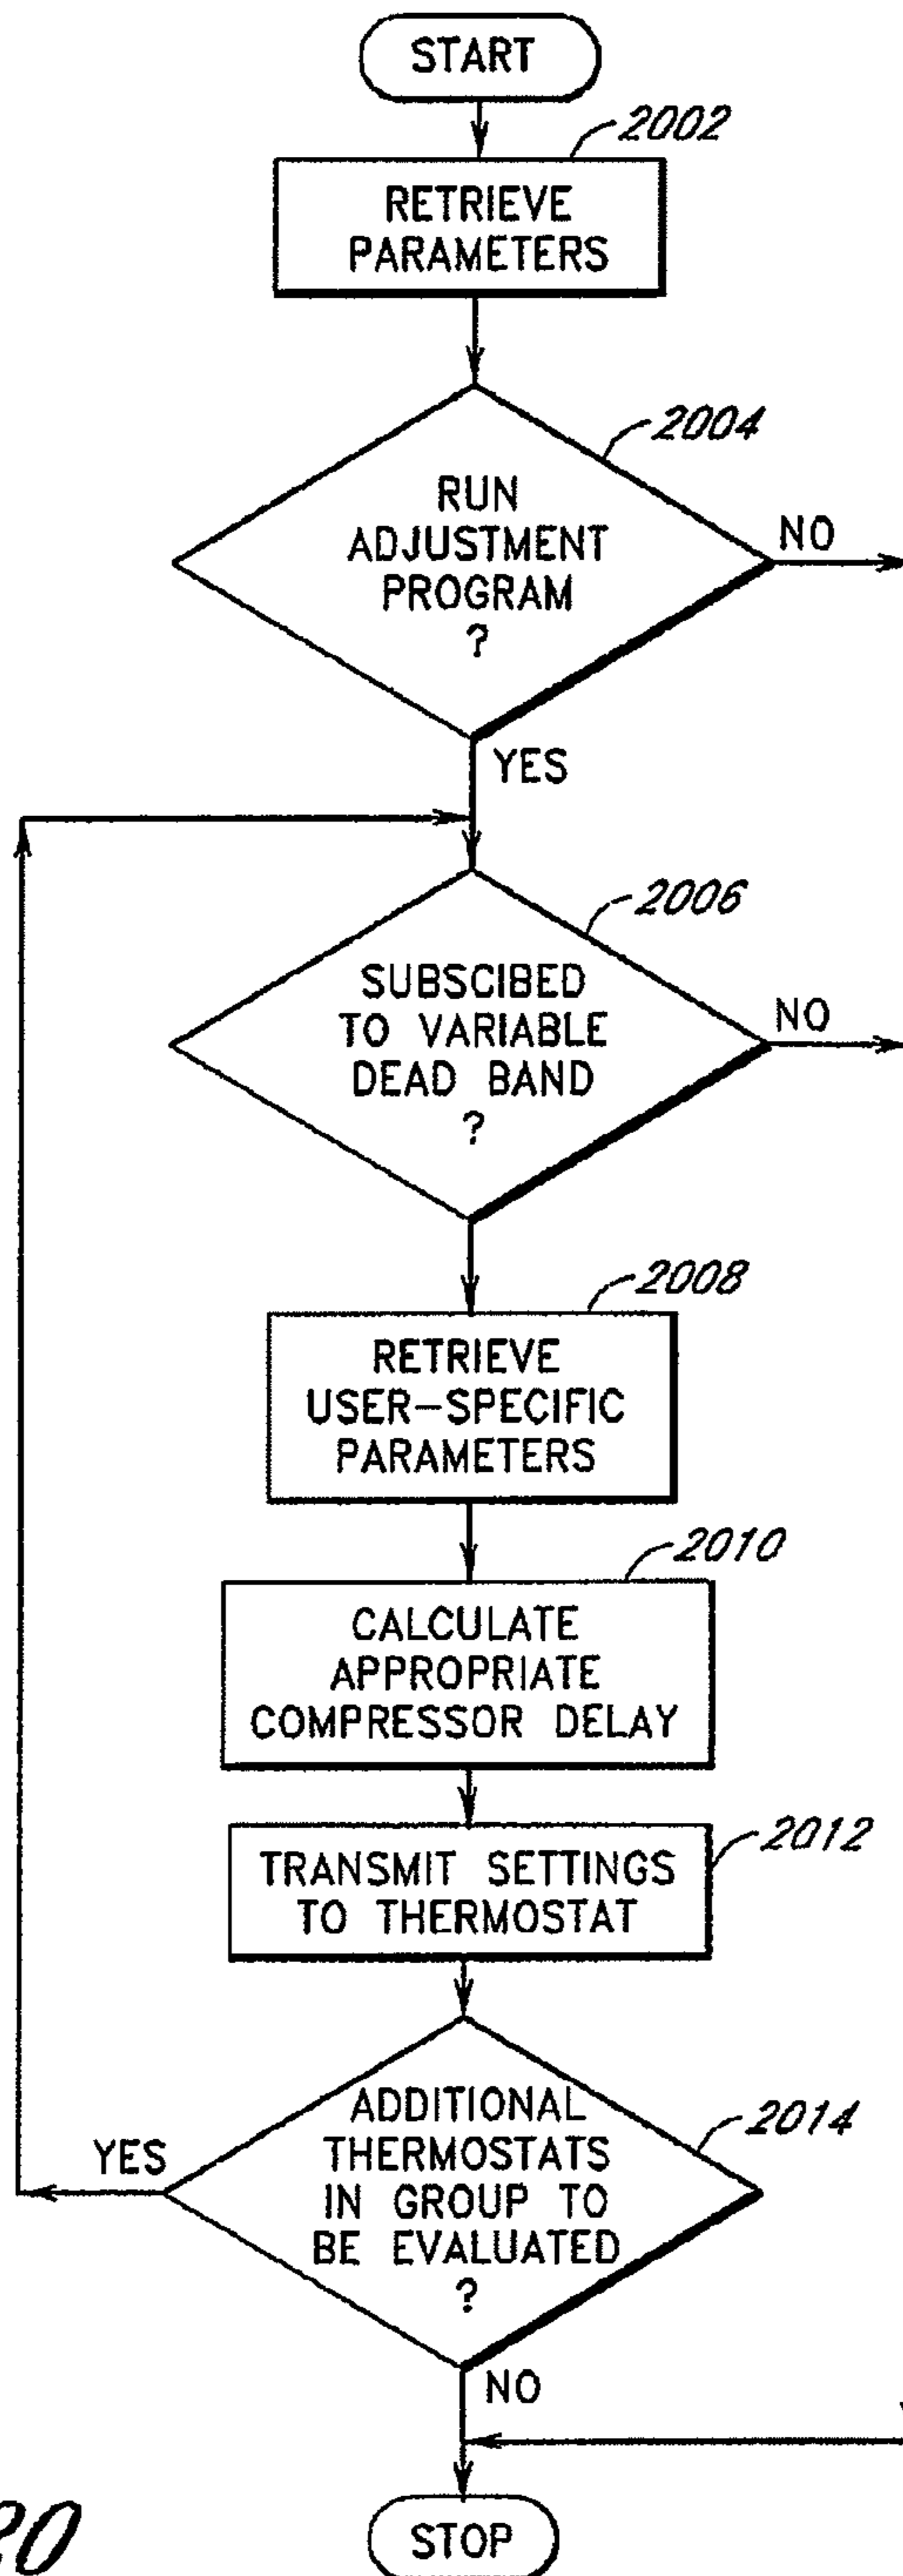 START
2002
RETRIEVE
PARAMETERS
2004
RUN
ADJUSTMENT
PROGRAM
?
NO
YES
2006
SUBSCIBED
TO VARIABLE
DEAD BAND
?
NO
2008
RETRIEVE
USER-SPECIFIC
PARAMETERS
2010
CALCULATE
APPROPRIATE
COMPRESSOR DELAY
2012
TRANSMIT SETTINGS
TO THERMOSTAT
2014
ADDITIONAL
THERMOSTATS
IN GROUP TO
BE EVALUATED
?
YES
NO
STOP
20